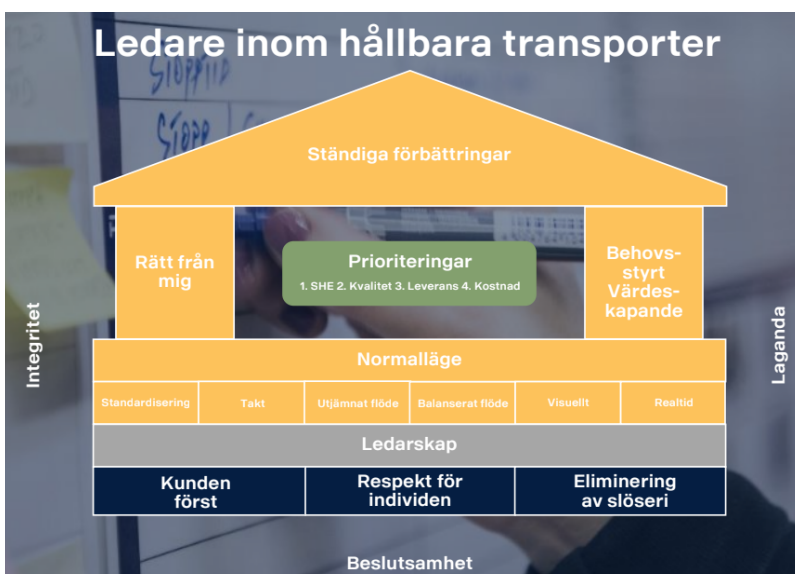 Ledare inom hållbara transporter
STOPPTID
STOPP
Ständiga förbättringar
Rätt från
mig
Prioriteringar
1. SHE 2. Kvalitet 3. Leverans 4. Kostnad
Behovs-
styrt
Värdes-
kapande
Integritet
Laganda
Normalläge
Standardisering
Takt
Utjämnat flöde
Balanserat flöde
Visuellt
Realtid
Ledarskap
Kunden
först
Respekt för
individen
Eliminering
av slöseri
Beslutsamhet